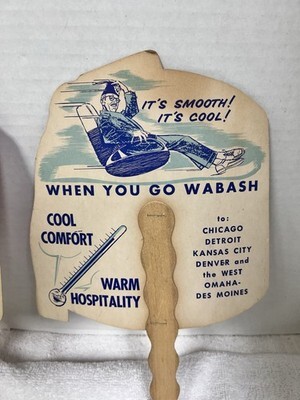 IT'S SMOOTH!
IT'S COOL!
WHEN YOU GO WABASH
COOL
COMFORT
WARM
HOSPITALITY
to:
CHICAGO
DETROIT
KANSAS CITY
DENVER and
the WEST
OMAHA-
DES MOINES